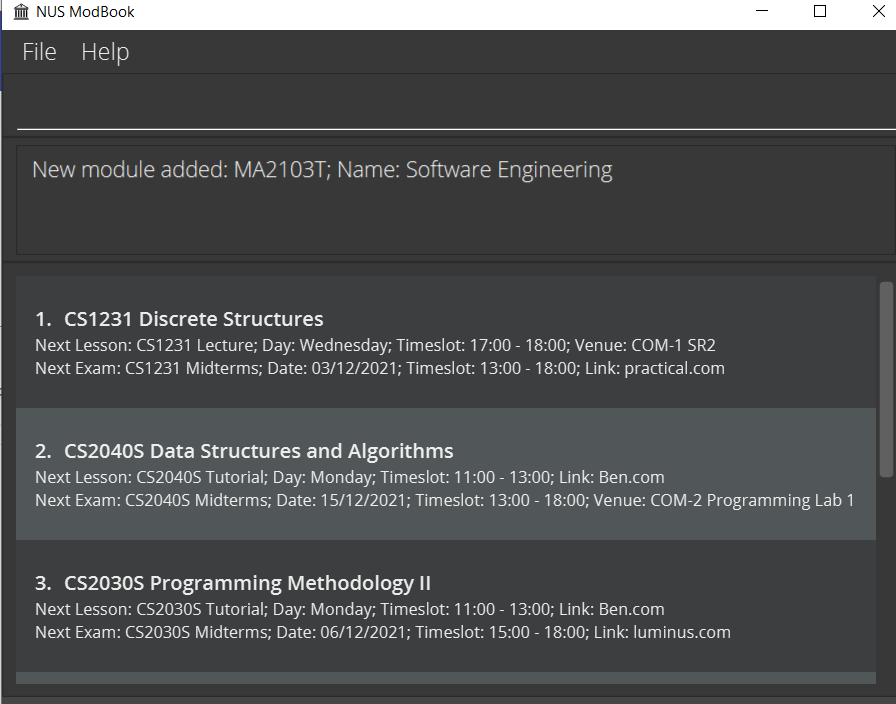 NUS ModBook
File Help
New module added: MA2103T; Name: Software Engineering
1. CS1231 Discrete Structures
Next Lesson: CS1231 Lecture; Day: Wednesday; Timeslot: 17:00 - 18:00; Venue: COM-1 SR2
Next Exam: CS1231 Midterms; Date: 03/12/2021; Timeslot: 13:00 - 18:00; Link: practical.com
2. CS2040S Data Structures and Algorithms
Next Lesson: CS2040S Tutorial; Day: Monday; Timeslot: 11:00 - 13:00; Link: Ben.com
Next Exam: CS2040S Midterms; Date: 15/12/2021; Timeslot: 13:00 - 18:00; Venue: COM-2 Programming Lab 1
3. CS2030S Programming Methodology II
Next Lesson: CS2030S Tutorial; Day: Monday; Timeslot: 11:00 - 13:00; Link: Ben.com
Next Exam: CS2030S Midterms; Date: 06/12/2021; Timeslot: 15:00 - 18:00; Link: luminus.com